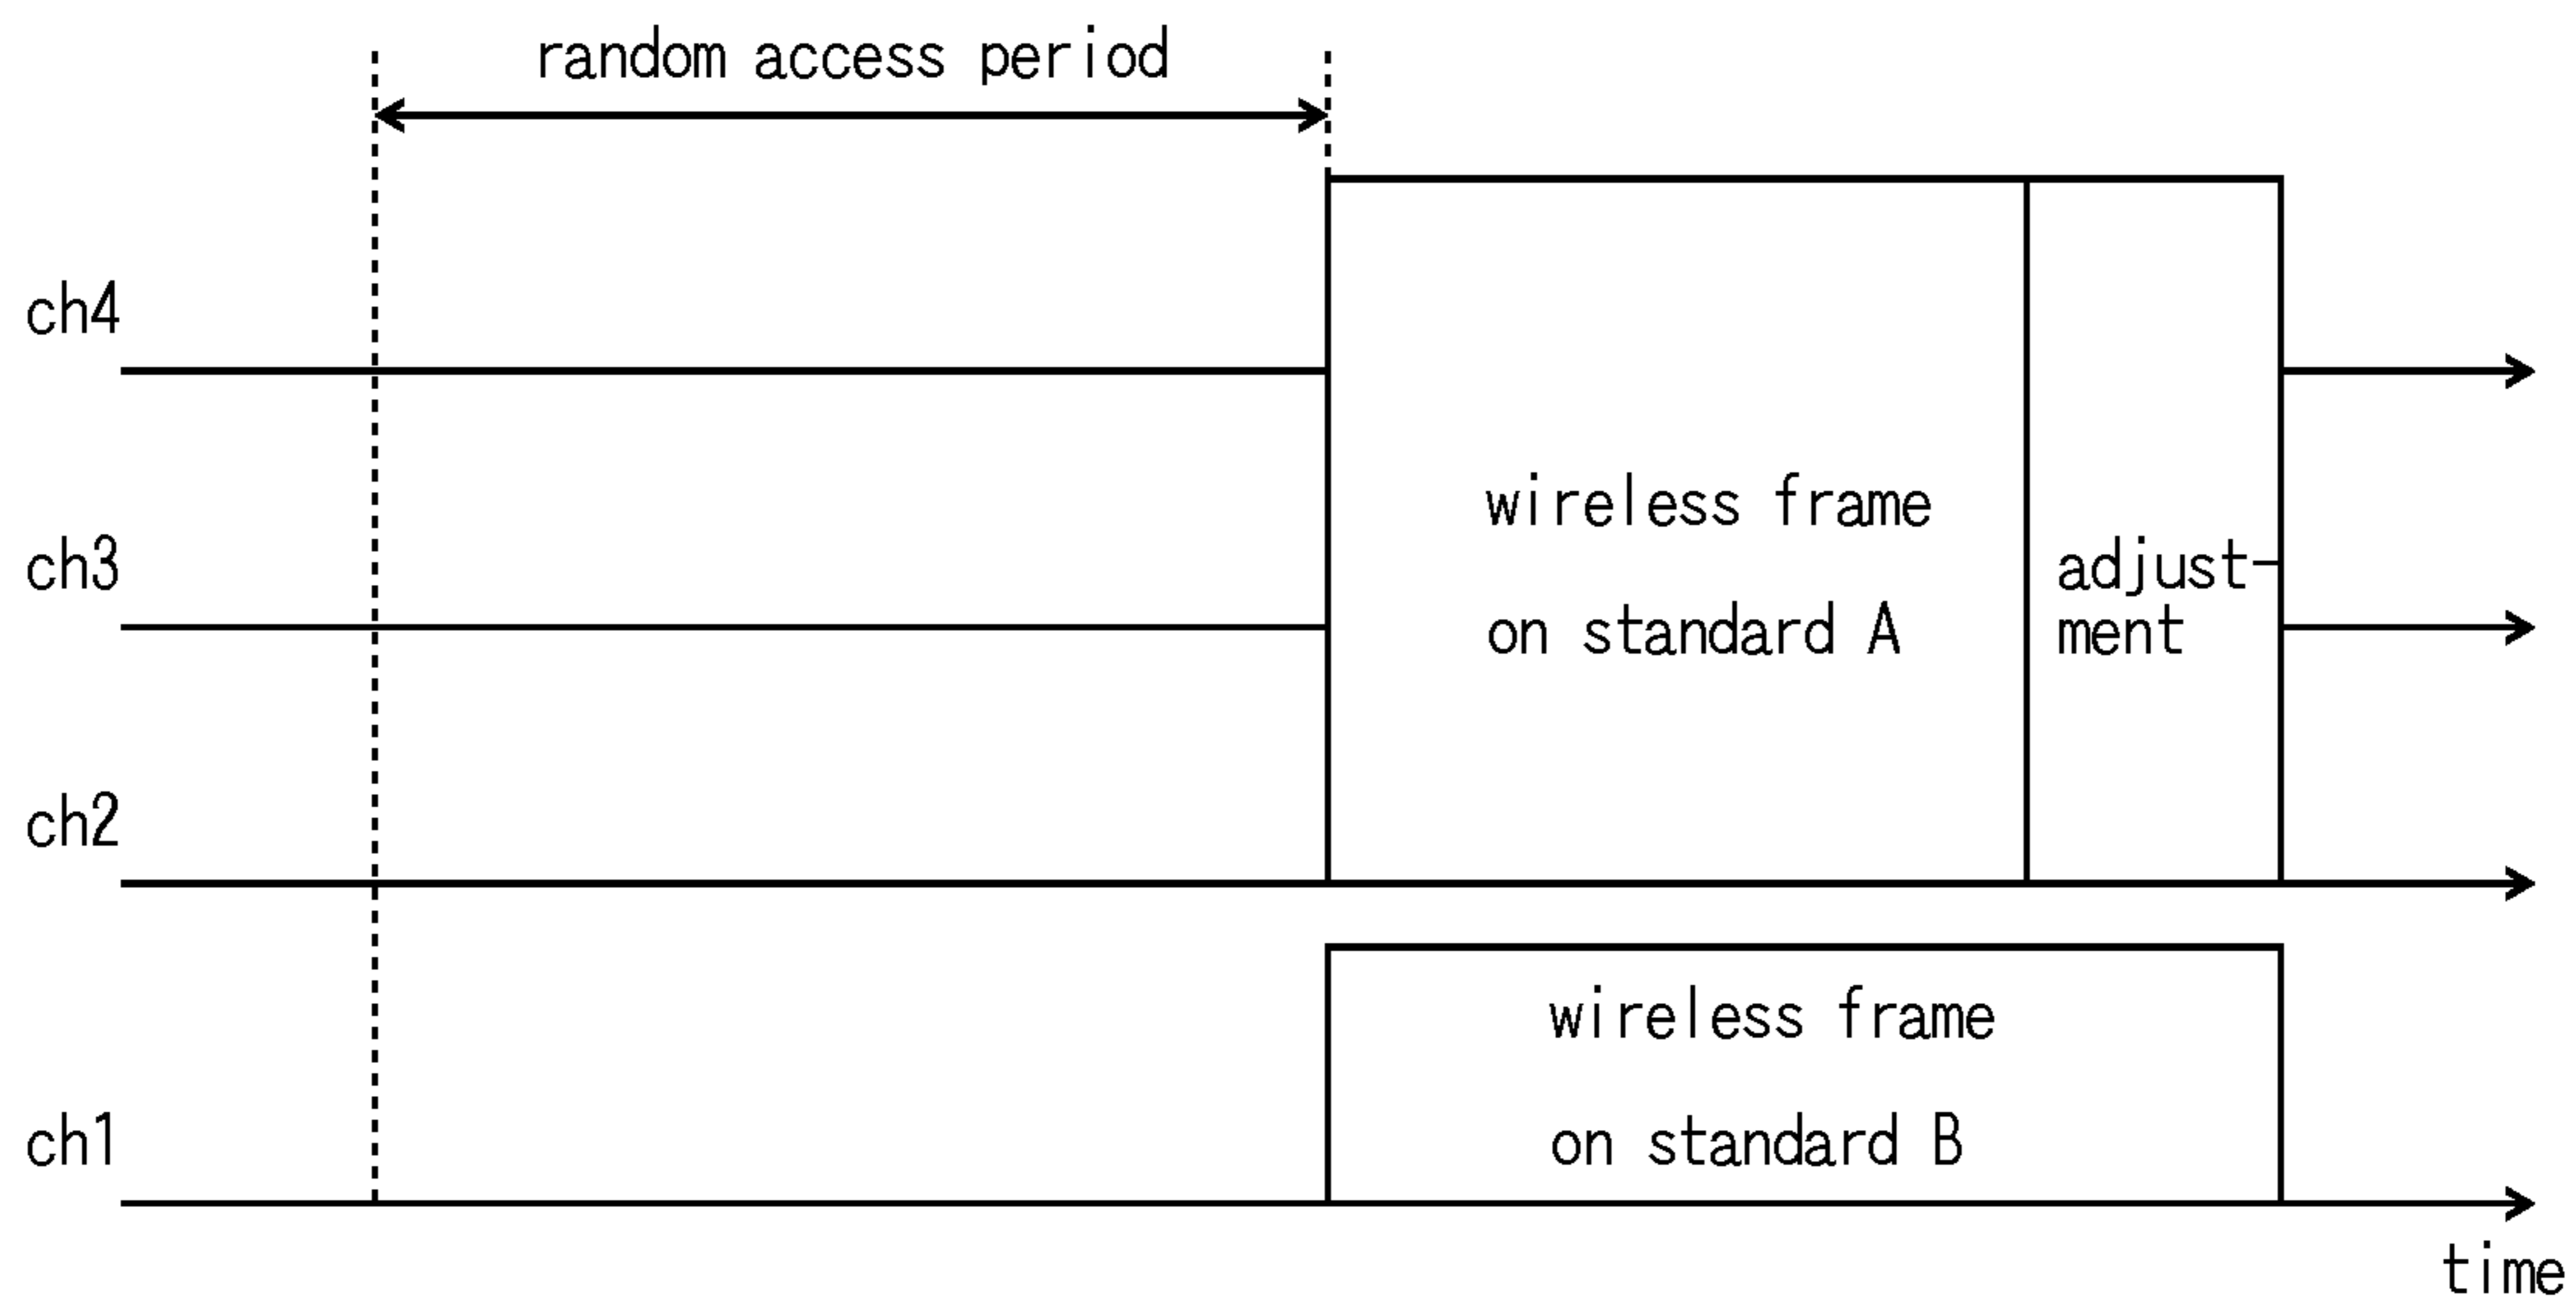 random access period
ch4
wireless frame
on standard A
ch3
adjust-
ment
ch2
wireless frame
on standard B
ch1
time